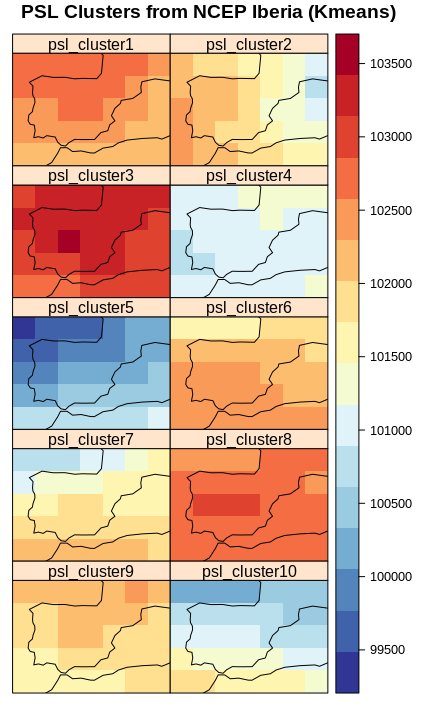 PSL Clusters from NCEP Iberia (Kmeans)
psl_cluster1
psl_cluster2
psl_cluster3
psl_cluster4
psl_cluster5
psl_cluster6
psl_cluster7
psl_cluster8
psl_cluster9
psl_cluster10
103500
103000
102500
102000
101500
101000
100500
100000
99500